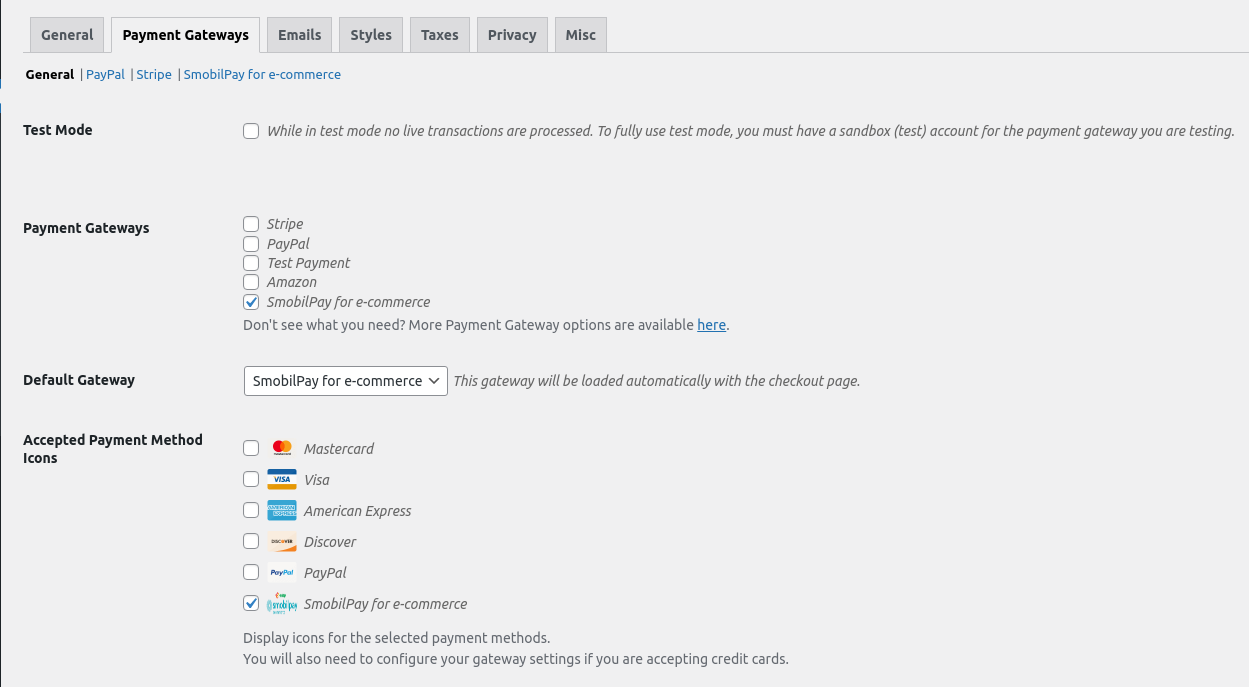 General Payment Gateways Emails Styles Taxes Privacy Misc
General | PayPal | Stripe | SmobilPay for e-commerce
Test Mode While in test mode no live transactions are processed. To fully use test mode, you must have a sandbox (test) account for the payment gateway you are testing.
Payment Gateways Stripe
PayPal
Test Payment
Amazon
SmobilPay for e-commerce
Don't see what you need? More Payment Gateway options are available here.
Default Gateway SmobilPay for e-commerce This gateway will be loaded automatically with the checkout page.
Accepted Payment Method
Icons
Mastercard
VISA Visa
American Express
DISCOVER Discover
PayPal PayPal
smobilpay SmobilPay for e-commerce
Display icons for the selected payment methods.
You will also need to configure your gateway settings if you are accepting credit cards.